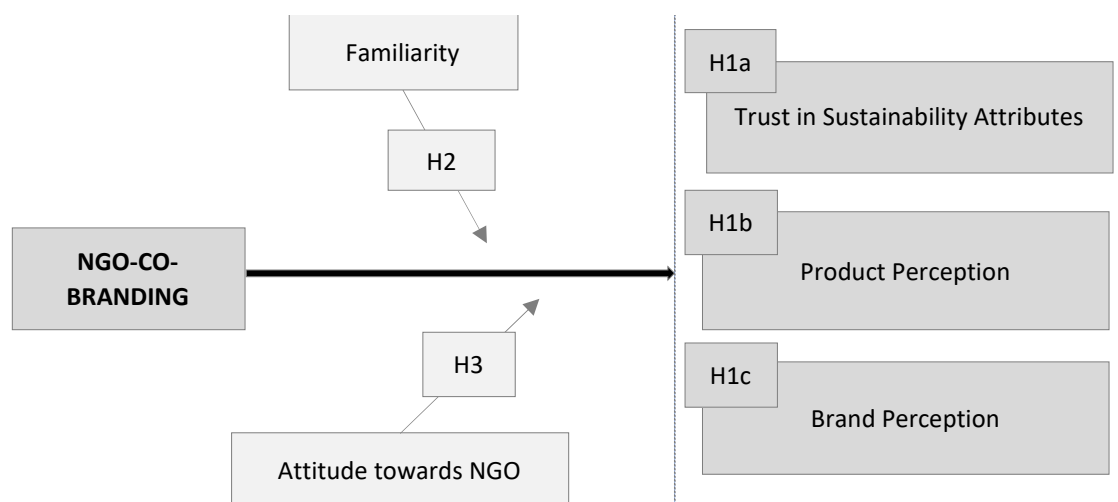 Familiarity
H1a
Trust in Sustainability Attributes
H2
H1b
NGO-CO-
BRANDING
Product Perception
H3
H1c
Brand Perception
Attitude towards NGO